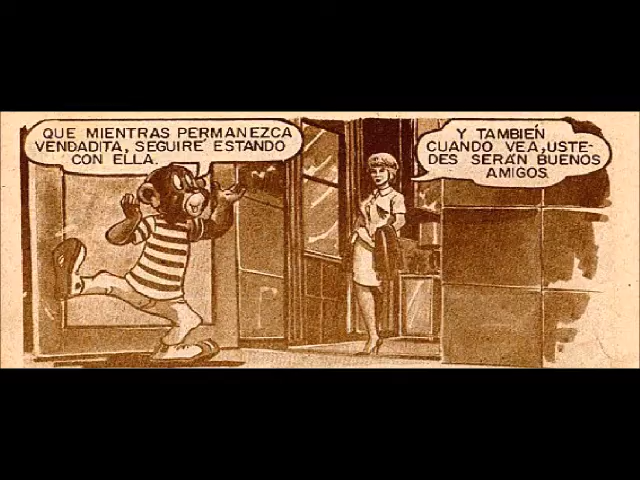 QUE MIENTRAS PERMANEZCA
VENDADITA, SEGUIRÉ ESTANDO
CON ELLA.
Y TAMBIÉN
CUANDO VEA, USTE-
DES SERÁN BUENOS
AMIGOS.